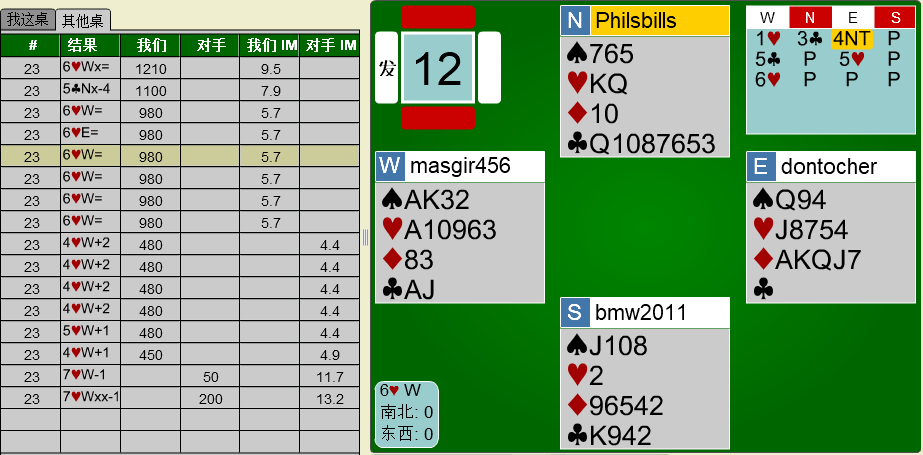 我这桌 其他桌
# 结果 我们 对手 我们 IM 对手 IM
23 6♥Wx= 1210 9.5
23 5♣Nx-4 1100 7.9
23 6♥W= 980 5.7
23 6♥E= 980 5.7
23 6♥W= 980 5.7
23 6♥W= 980 5.7
23 6♥W= 980 5.7
23 6♥W= 980 5.7
23 4♥W+2 480 4.4
23 4♥W+2 480 4.4
23 4♥W+2 480 4.4
23 4♥W+2 480 4.4
23 5♥W+1 480 4.4
23 4♥W+1 450 4.9
23 7♥W-1 50 11.7
23 7♥Wxx-1 200 13.2
发 12
N Philsbills
♠765
♥KQ
♦10
♣Q1087653
W N E S
1♥ 3♣ 4NT P
5♣ P 5♥ P
6♥ P P P
W masgir456
♠AK32
♥A10963
♦83
♣AJ
E dontocher
♠Q94
♥J8754
♦AKQJ7
♣
S bmw2011
♠J108
♥2
♦96542
♣K942
6♥ W
南北: 0
东西: 0